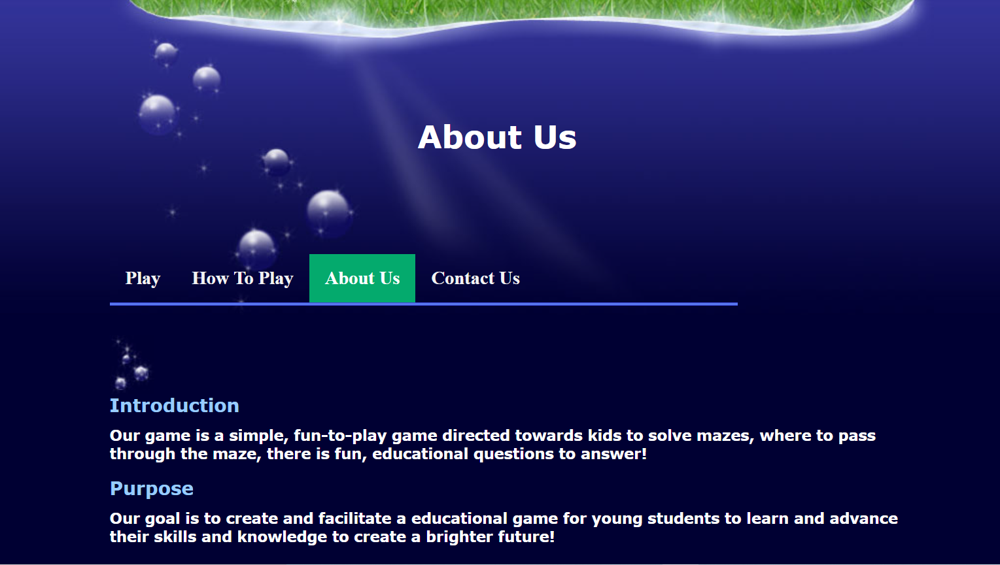 About Us
Play How To Play About Us Contact Us
Introduction
Our game is a simple, fun-to-play game directed towards kids to solve mazes, where to pass
through the maze, there is fun, educational questions to answer!
Purpose
Our goal is to create and facilitate a educational game for young students to learn and advance
their skills and knowledge to create a brighter future!